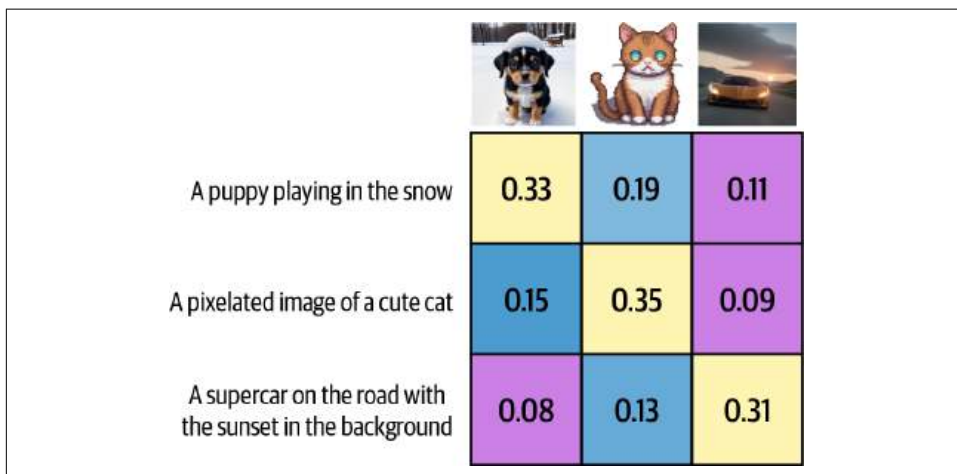 A puppy playing in the snow
0.33 0.19 0.11
A pixelated image of a cute cat
0.15 0.35 0.09
A supercar on the road with
the sunset in the background
0.08 0.13 0.31